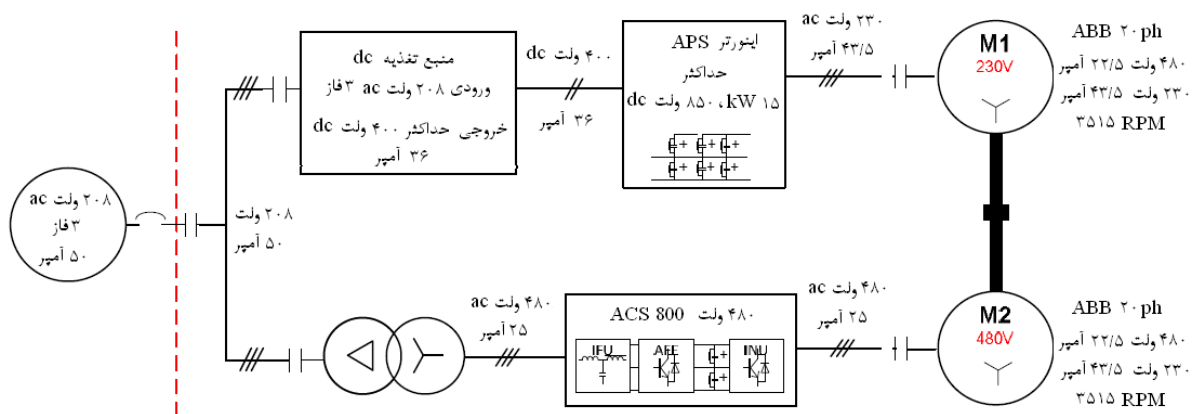 ۲۰۸ ولت ac
۳ فاز
۵۰ آمپر
۲۰۸ ولت
۵۰ آمپر
منبع تغذیه dc
ورودی ۲۰۸ ولت ac ۳ فاز
خروجی حداکثر ۴۰۰ ولت dc
۳۶ آمپر
۴۰۰ ولت dc
۳۶ آمپر
اینورتر APS
حداکثر
۱۵ kW، ۸۵۰ ولت dc
۲۳۰ ولت ac
۴۳/۵ آمپر
M1
230V
ABB ۲۰ph
۴۸۰ ولت ۲۲/۵ آمپر
۲۳۰ ولت ۴۳/۵ آمپر
۳۵۱۵ RPM
۴۸۰ ولت ac
۲۵ آمپر
۴۸۰ ولت ACS 800
IFU
AFE
INU
۴۸۰ ولت ac
۲۵ آمپر
M2
480V
ABB ۲۰ph
۴۸۰ ولت ۲۲/۵ آمپر
۲۳۰ ولت ۴۳/۵ آمپر
۳۵۱۵ RPM